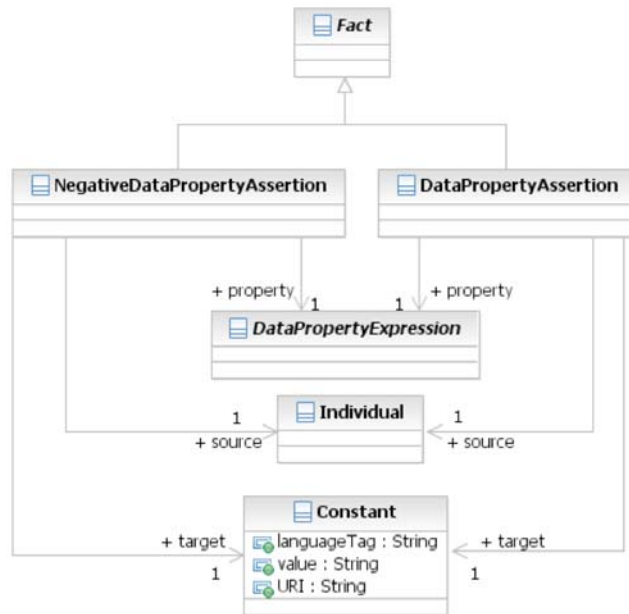 Fact
NegativeDataPropertyAssertion
DataPropertyAssertion
+ property
1
1
+ property
DataPropertyExpression
Individual
1
+ source
1
+ source
Constant
languageTag : String
value : String
URI : String
+ target
1
+ target
1